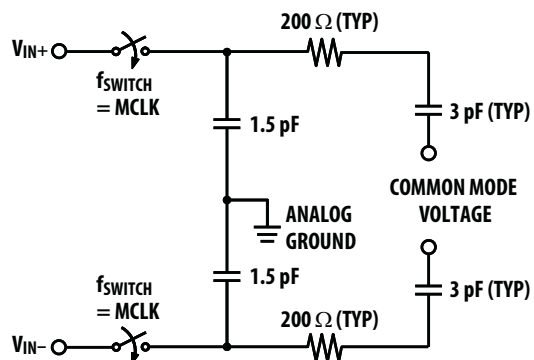 200 Ω (TYP)
VIN+
fSWITCH
= MCLK
1.5 pF
3 pF (TYP)
COMMON MODE
VOLTAGE
ANALOG
GROUND
fSWITCH
= MCLK
1.5 pF
3 pF (TYP)
200 Ω (TYP)
VIN–